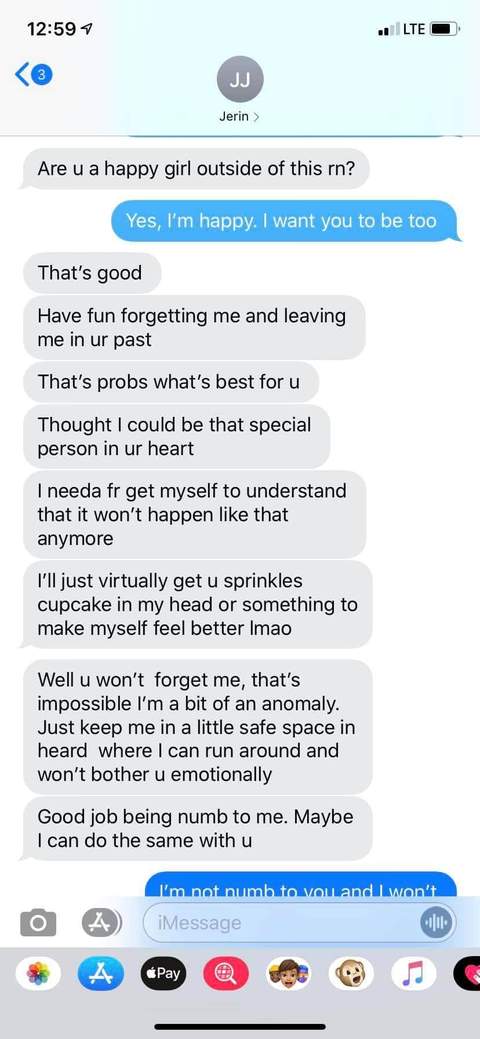 12:59
LTE
3
JJ
Jerin >
Are u a happy girl outside of this rn?
Yes, I'm happy. I want you to be too
That's good
Have fun forgetting me and leaving
me in ur past
That's probs what's best for u
Thought I could be that special
person in ur heart
I needa fr get myself to understand
that it won't happen like that
anymore
I'll just virtually get u sprinkles
cupcake in my head or something to
make myself feel better lmao
Well u won't  forget me, that's
impossible I'm a bit of an anomaly.
Just keep me in a little safe space in
heard  where I can run around and
won't bother u emotionally
Good job being numb to me. Maybe
I can do the same with u
I'm not numb to you and I won't
iMessage
Pay